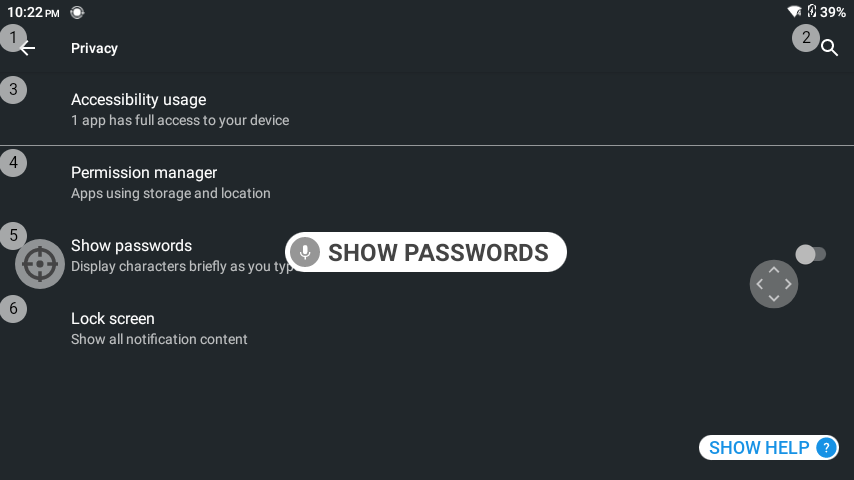 10:22 PM 39%
1 Privacy 2
3 Accessibility usage
1 app has full access to your device
4 Permission manager
Apps using storage and location
5 Show passwords
SHOW PASSWORDS
Display characters briefly as you typ
6 Lock screen
Show all notification content
SHOW HELP ?